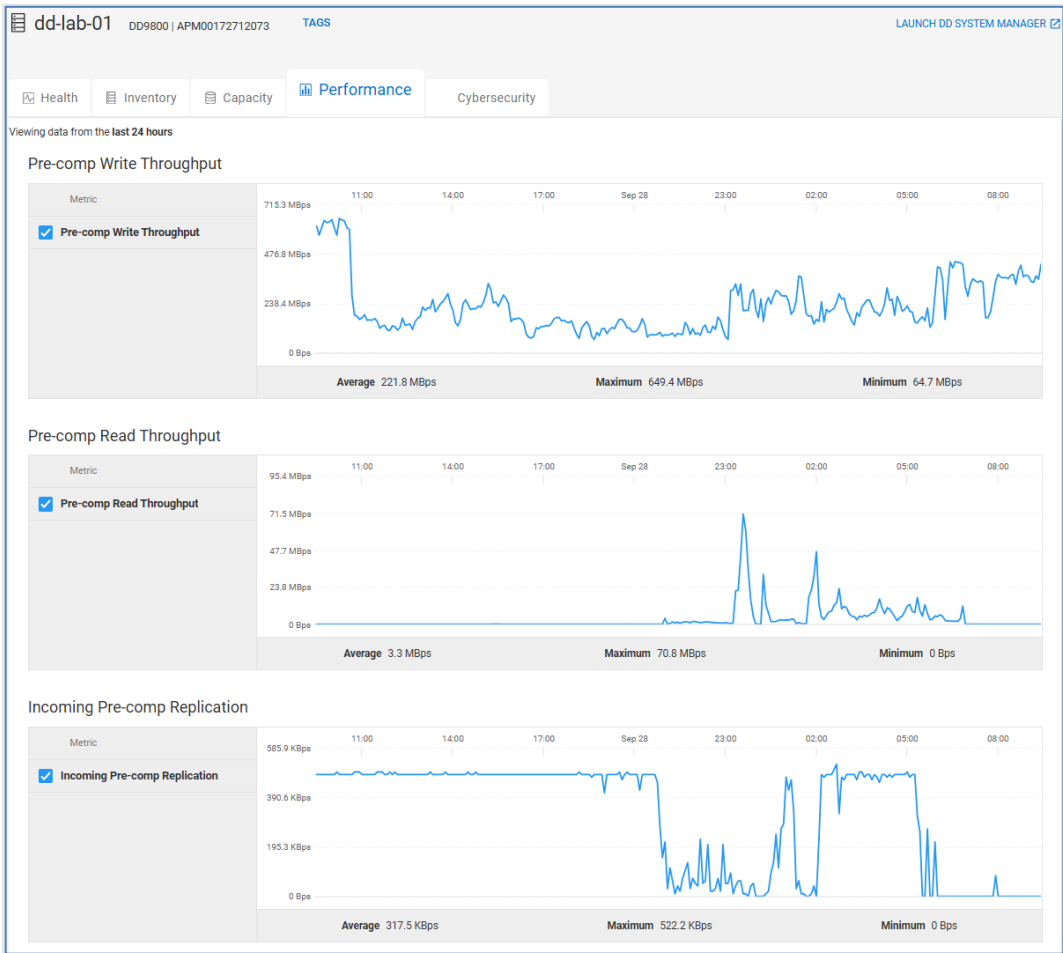 dd-lab-01 DD9800 | APM00172712073 TAGS LAUNCH DD SYSTEM MANAGER
Health Inventory Capacity Performance Cybersecurity
Viewing data from the last 24 hours
Pre-comp Write Throughput
Metric
Pre-comp Write Throughput
11:00 14:00 17:00 Sep 28 23:00 02:00 05:00 08:00
715.3 MBps
476.8 MBps
238.4 MBps
0 Bps
Average 221.8 MBps Maximum 649.4 MBps Minimum 64.7 MBps
Pre-comp Read Throughput
Metric
Pre-comp Read Throughput
11:00 14:00 17:00 Sep 28 23:00 02:00 05:00 08:00
95.4 MBps
71.5 MBps
47.7 MBps
23.8 MBps
0 Bps
Average 3.3 MBps Maximum 70.8 MBps Minimum 0 Bps
Incoming Pre-comp Replication
Metric
Incoming Pre-comp Replication
11:00 14:00 17:00 Sep 28 23:00 02:00 05:00 08:00
585.9 KBps
390.6 KBps
195.3 KBps
0 Bps
Average 317.5 KBps Maximum 522.2 KBps Minimum 0 Bps